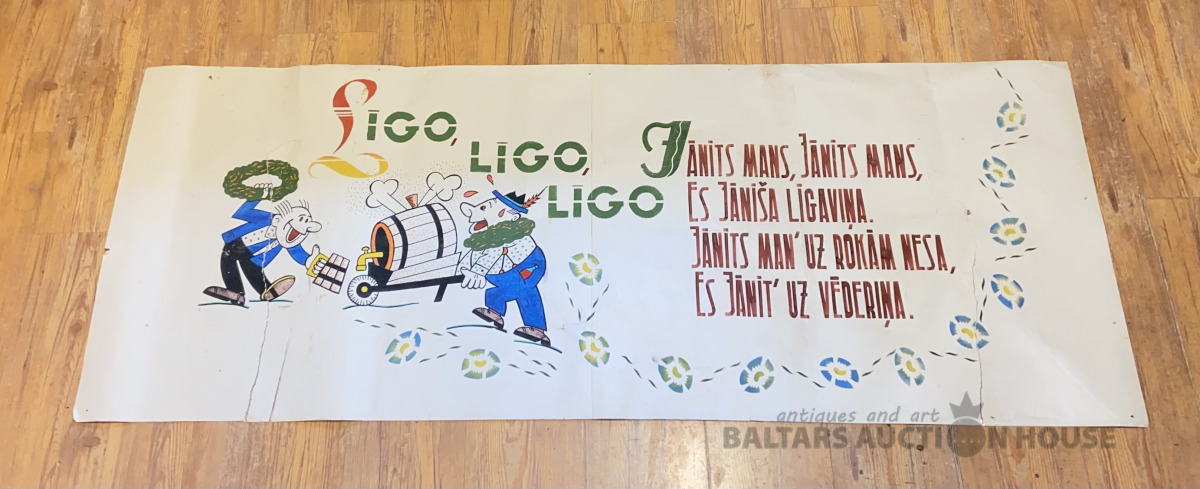 LĪGO,
LĪGO,
LĪGO
JĀNĪTS MANS, JĀNĪTS MANS,
ES JĀNĪŠA LĪGAVIŅA.
JĀNĪTS MAN' UZ ROKĀM NESA,
ES JĀNĪT' UZ VĒDERIŅA.
antiques and art
BALTARS AUCTION HOUSE